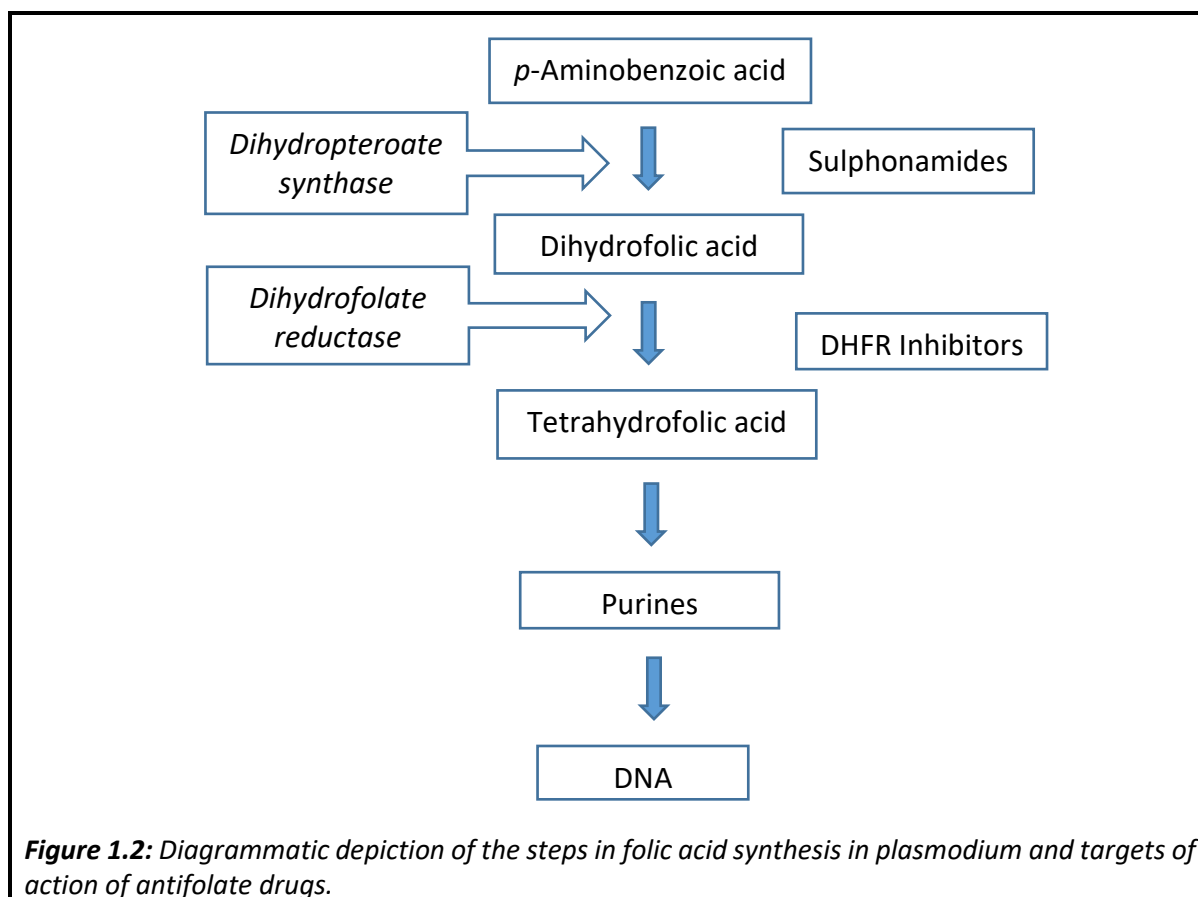 p-Aminobenzoic acid
Dihydropteroate
synthase
Sulphonamides
Dihydrofolic acid
Dihydrofolate
reductase
DHFR Inhibitors
Tetrahydrofolic acid
Purines
DNA
Figure 1.2: Diagrammatic depiction of the steps in folic acid synthesis in plasmodium and targets of
action of antifolate drugs.